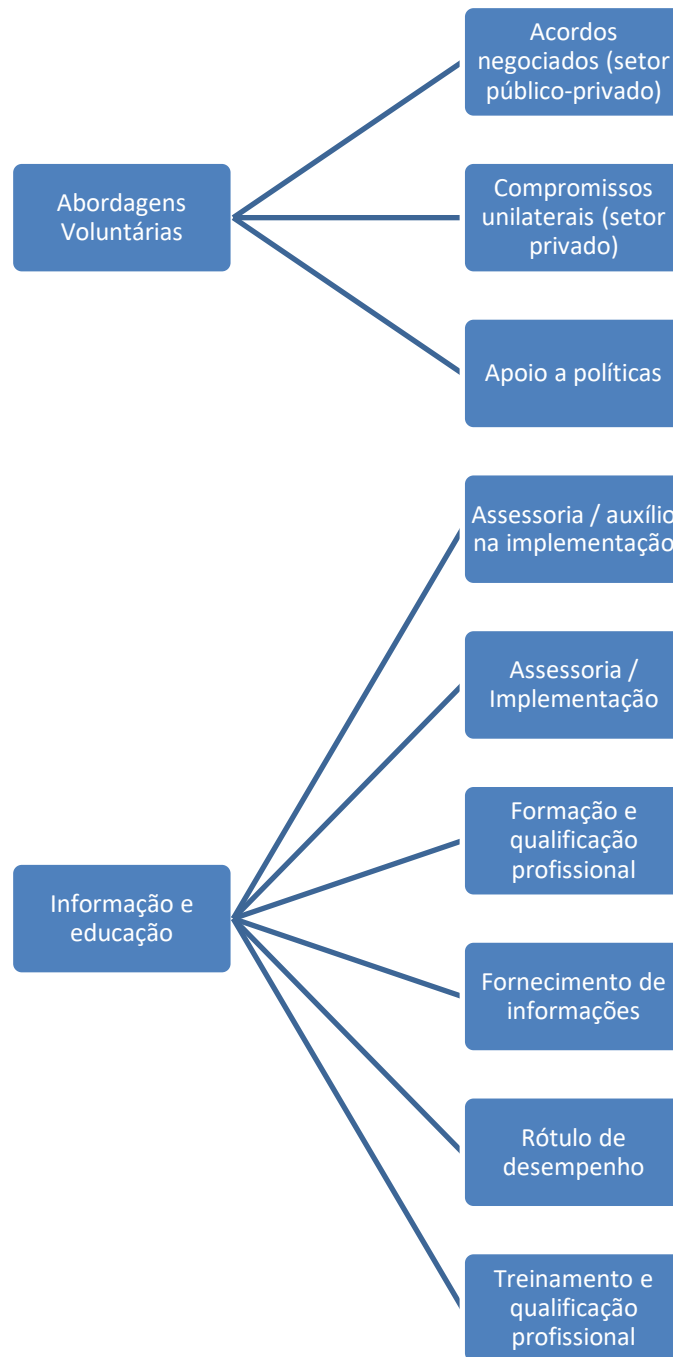 Acordos
negociados (setor
público-privado)
Abordagens
Voluntárias
Compromissos
unilaterais (setor
privado)
Apoio a políticas
Assessoria / auxílio
na implementação
Assessoria /
Implementação
Formação e
qualificação
profissional
Informação e
educação
Fornecimento de
informações
Rótulo de
desempenho
Treinamento e
qualificação
profissional